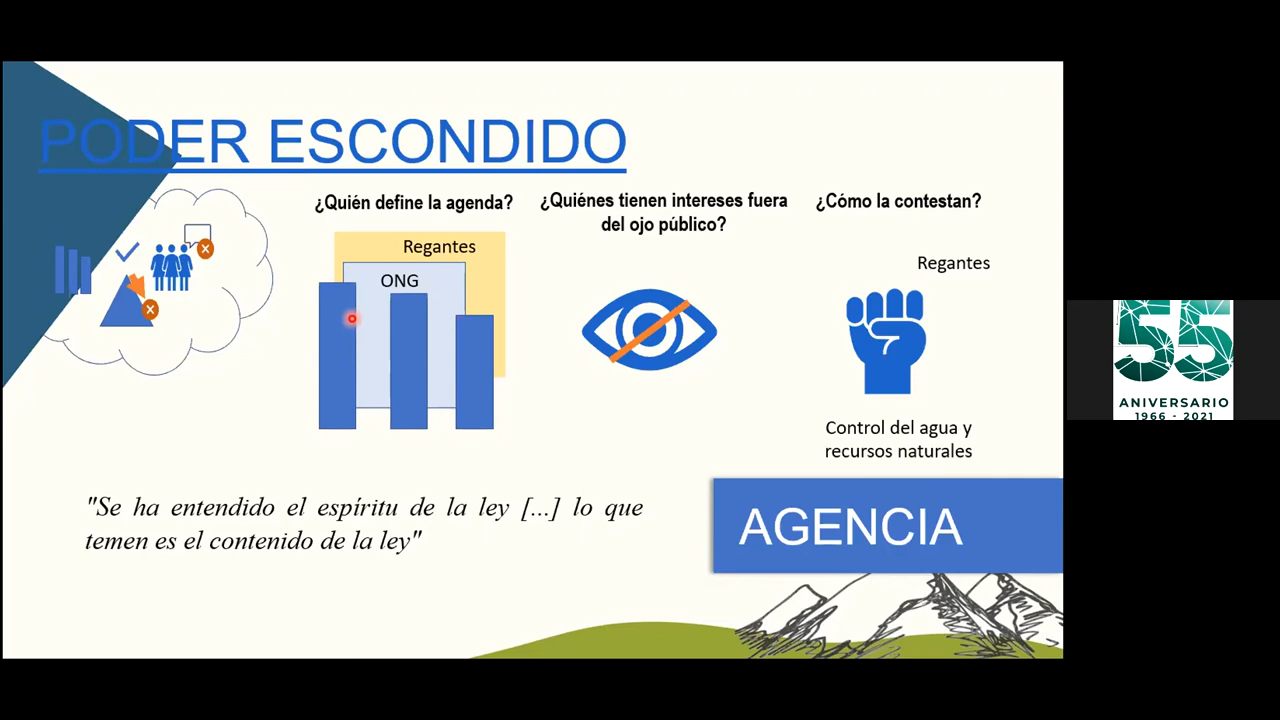 PODER ESCONDIDO
¿Quién define la agenda?
Regantes
ONG
¿Quiénes tienen intereses fuera
del ojo público?
¿Cómo la contestan?
Regantes
Control del agua y
recursos naturales
"Se ha entendido el espíritu de la ley [...] lo que
temen es el contenido de la ley"
AGENCIA
55
ANIVERSARIO
1966 - 2021